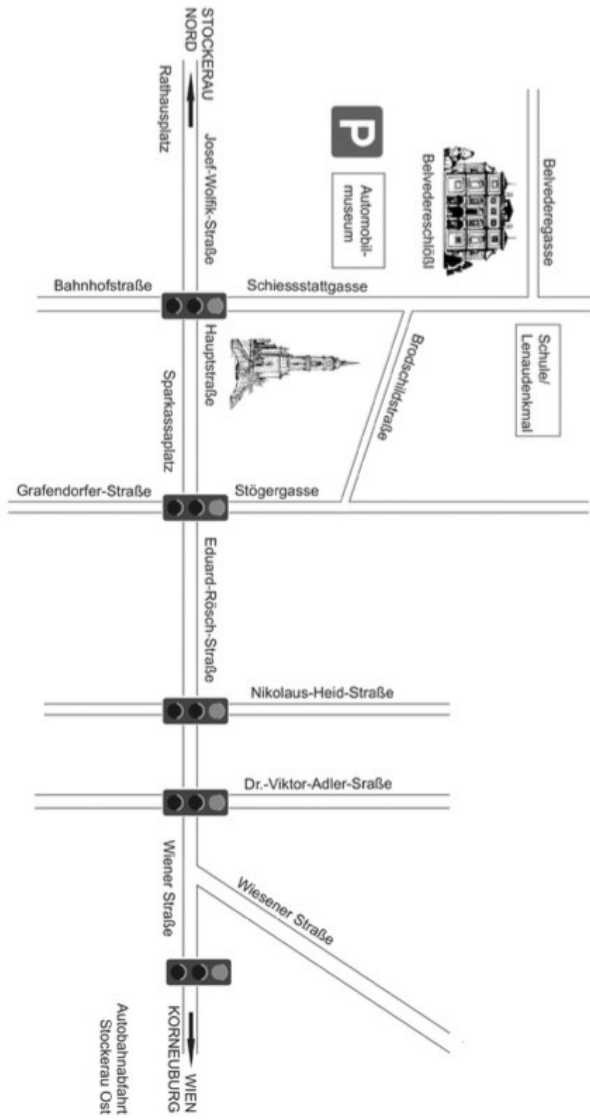 STOCKERAU
NORD
Rathausplatz
Josef-Wolfik-Straße
P
Automobil-
museum
Belvedereschlößl
Belvederegasse
Bahnhofstraße
Schiessstattgasse
Hauptstraße
Sparkassaplatz
Brodschildstraße
Schule/
Lenaudenkmal
Grafendorfer-Straße
Stögergasse
Eduard-Rösch-Straße
Nikolaus-Heid-Straße
Dr.-Viktor-Adler-Sraße
Wiener Straße
Wiesener Straße
WIEN
KORNEUBURG
Autobahnabfahrt
Stockerau Ost